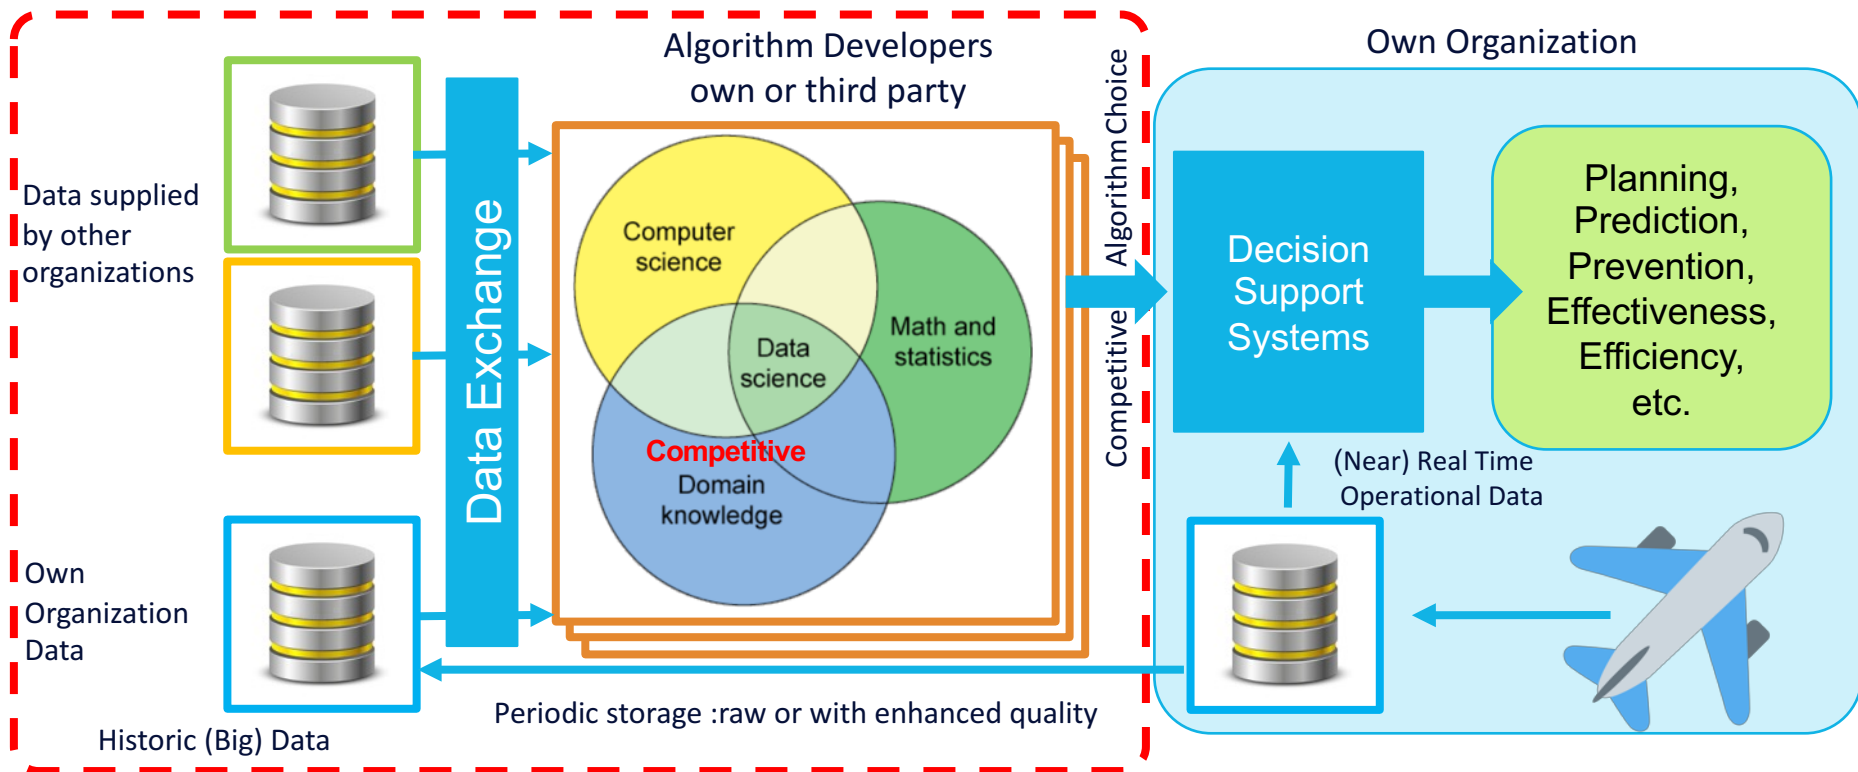 Algorithm Developers
own or third party
Own Organization
Data supplied
by other
organizations
Own
Organization
Data
Historic (Big) Data
Data Exchange
Computer
science
Math and
statistics
Data
science
Competitive
Domain
knowledge
Competitive Algorithm Choice
Decision
Support
Systems
Planning,
Prediction,
Prevention,
Effectiveness,
Efficiency,
etc.
(Near) Real Time
Operational Data
Periodic storage :raw or with enhanced quality